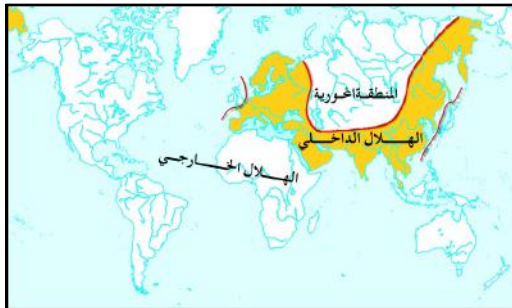 المنطقة المحورية
الهلال الداخلي
الهلال الخارجي